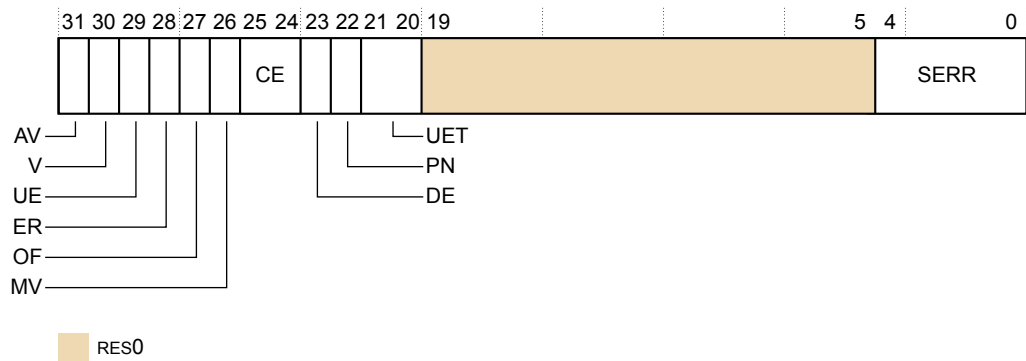 31 30 29 28 27 26 25 24 23 22 21 20 19 5 4 0
CE SERR
AV UET
V PN
UE DE
ER
OF
MV
RES0